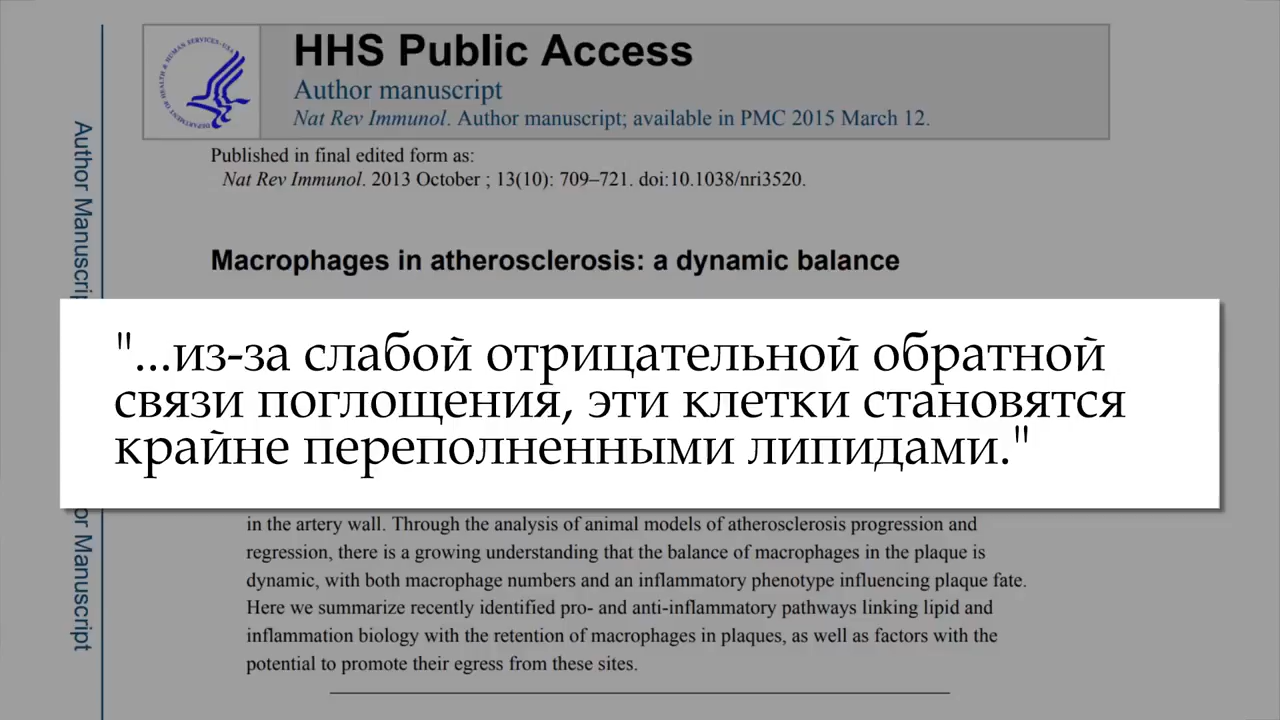 HHS Public Access
Author manuscript
Nat Rev Immunol. Author manuscript; available in PMC 2015 March 12.
Published in final edited form as:
Nat Rev Immunol. 2013 October ; 13(10): 709–721. doi:10.1038/nri3520.
Macrophages in atherosclerosis: a dynamic balance
"...из-за слабой отрицательной обратной
связи поглощения, эти клетки становятся
крайне переполненными липидами."
in the artery wall. Through the analysis of animal models of atherosclerosis progression and
regression, there is a growing understanding that the balance of macrophages in the plaque is
dynamic, with both macrophage numbers and an inflammatory phenotype influencing plaque fate.
Here we summarize recently identified pro- and anti-inflammatory pathways linking lipid and
inflammation biology with the retention of macrophages in plaques, as well as factors with the
potential to promote their egress from these sites.
Author Manuscript